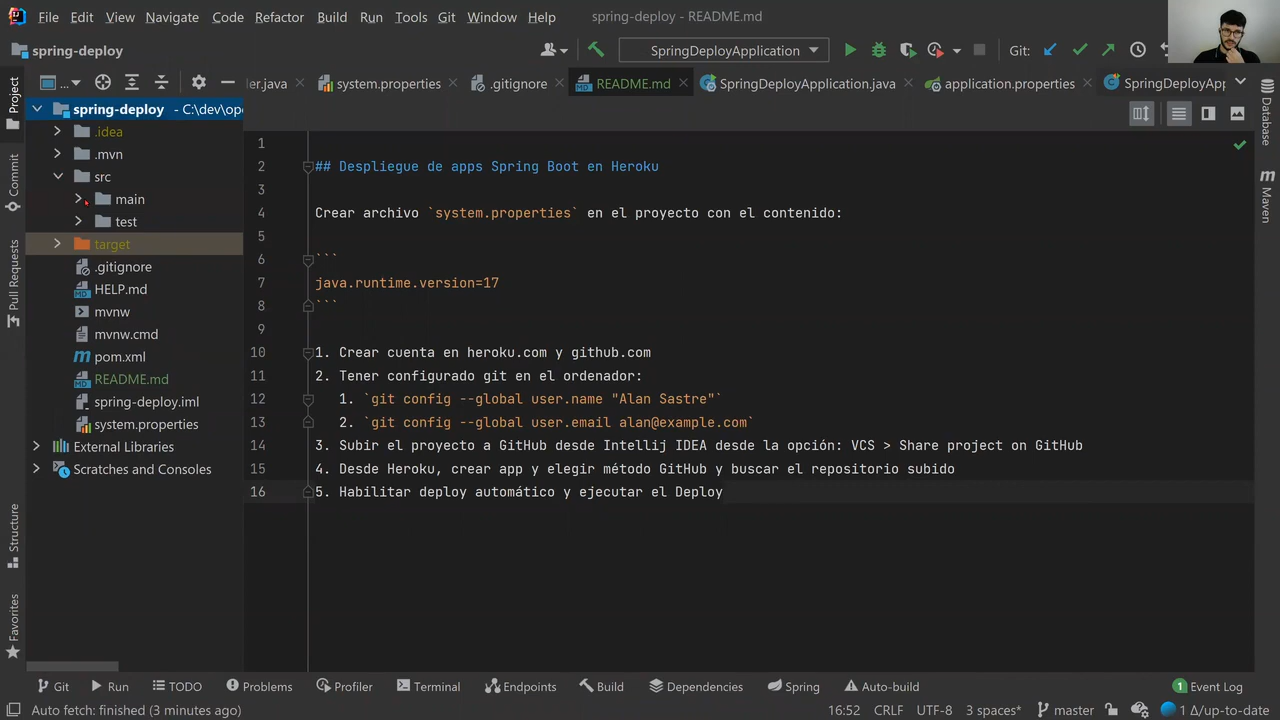 File Edit View Navigate Code Refactor Build Run Tools Git Window Help spring-deploy - README.md
spring-deploy SpringDeployApplication Git:
ler.java system.properties .gitignore README.md SpringDeployApplication.java application.properties SpringDeployApp
Project
Commit
Pull Requests
Structure
Favorites
spring-deploy - C:\dev\ope
.idea
.mvn
src
main
test
target
.gitignore
HELP.md
mvnw
mvnw.cmd
pom.xml
README.md
spring-deploy.iml
system.properties
External Libraries
Scratches and Consoles
1
2 ## Despliegue de apps Spring Boot en Heroku
3
4 Crear archivo `system.properties` en el proyecto con el contenido:
5
6 ```
7 java.runtime.version=17
8 ```
9
10 1. Crear cuenta en heroku.com y github.com
11 2. Tener configurado git en el ordenador:
12 1. `git config --global user.name "Alan Sastre"`
13 2. `git config --global user.email alan@example.com`
14 3. Subir el proyecto a GitHub desde Intellij IDEA desde la opción: VCS > Share project on GitHub
15 4. Desde Heroku, crear app y elegir método GitHub y buscar el repositorio subido
16 5. Habilitar deploy automático y ejecutar el Deploy
Database
Maven
Git Run TODO Problems Profiler Terminal Endpoints Build Dependencies Spring Auto-build 1 Event Log
Auto fetch: finished (3 minutes ago) 16:52 CRLF UTF-8 3 spaces* master 1 Δ/up-to-date